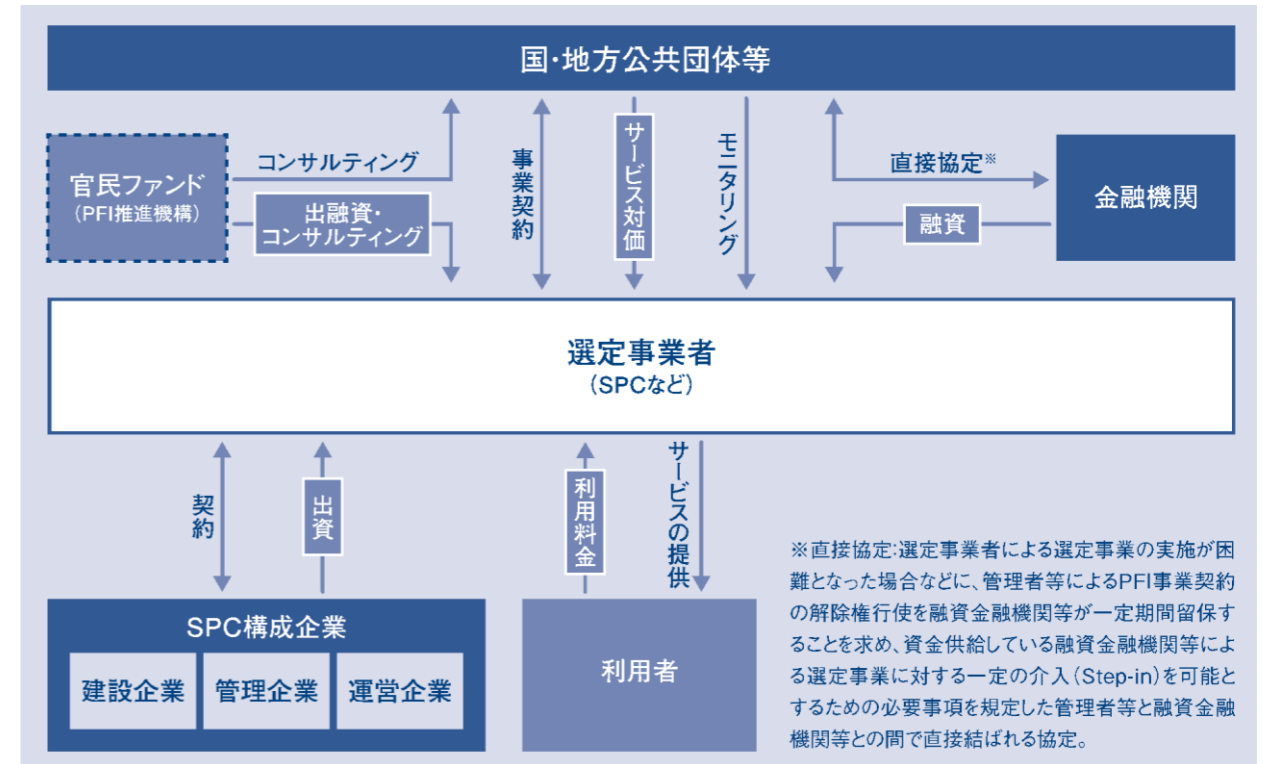 国・地方公共団体等
官民ファンド
（PFI推進機構）
コンサルティング
出融資・
コンサルティング
事業契約
サービス対価
モニタリング
直接協定※
融資
金融機関
選定事業者
（SPCなど）
契約
出資
利用料金
サービスの提供
SPC構成企業
建設企業
管理企業
運営企業
利用者
※直接協定:選定事業者による選定事業の実施が困
難となった場合などに、管理者等によるPFI事業契約
の解除権行使を融資金融機関等が一定期間留保す
ることを求め、資金供給している融資金融機関等によ
る選定事業に対する一定の介入（Step-in）を可能と
するための必要事項を規定した管理者等と融資金融
機関等との間で直接結ばれる協定。